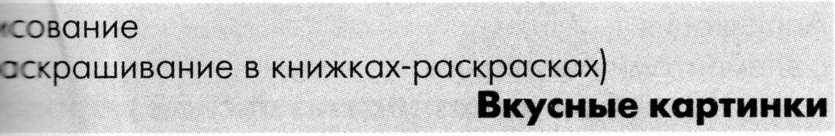 исование
аскрашивание в книжках-раскрасках)
Вкусные картинки